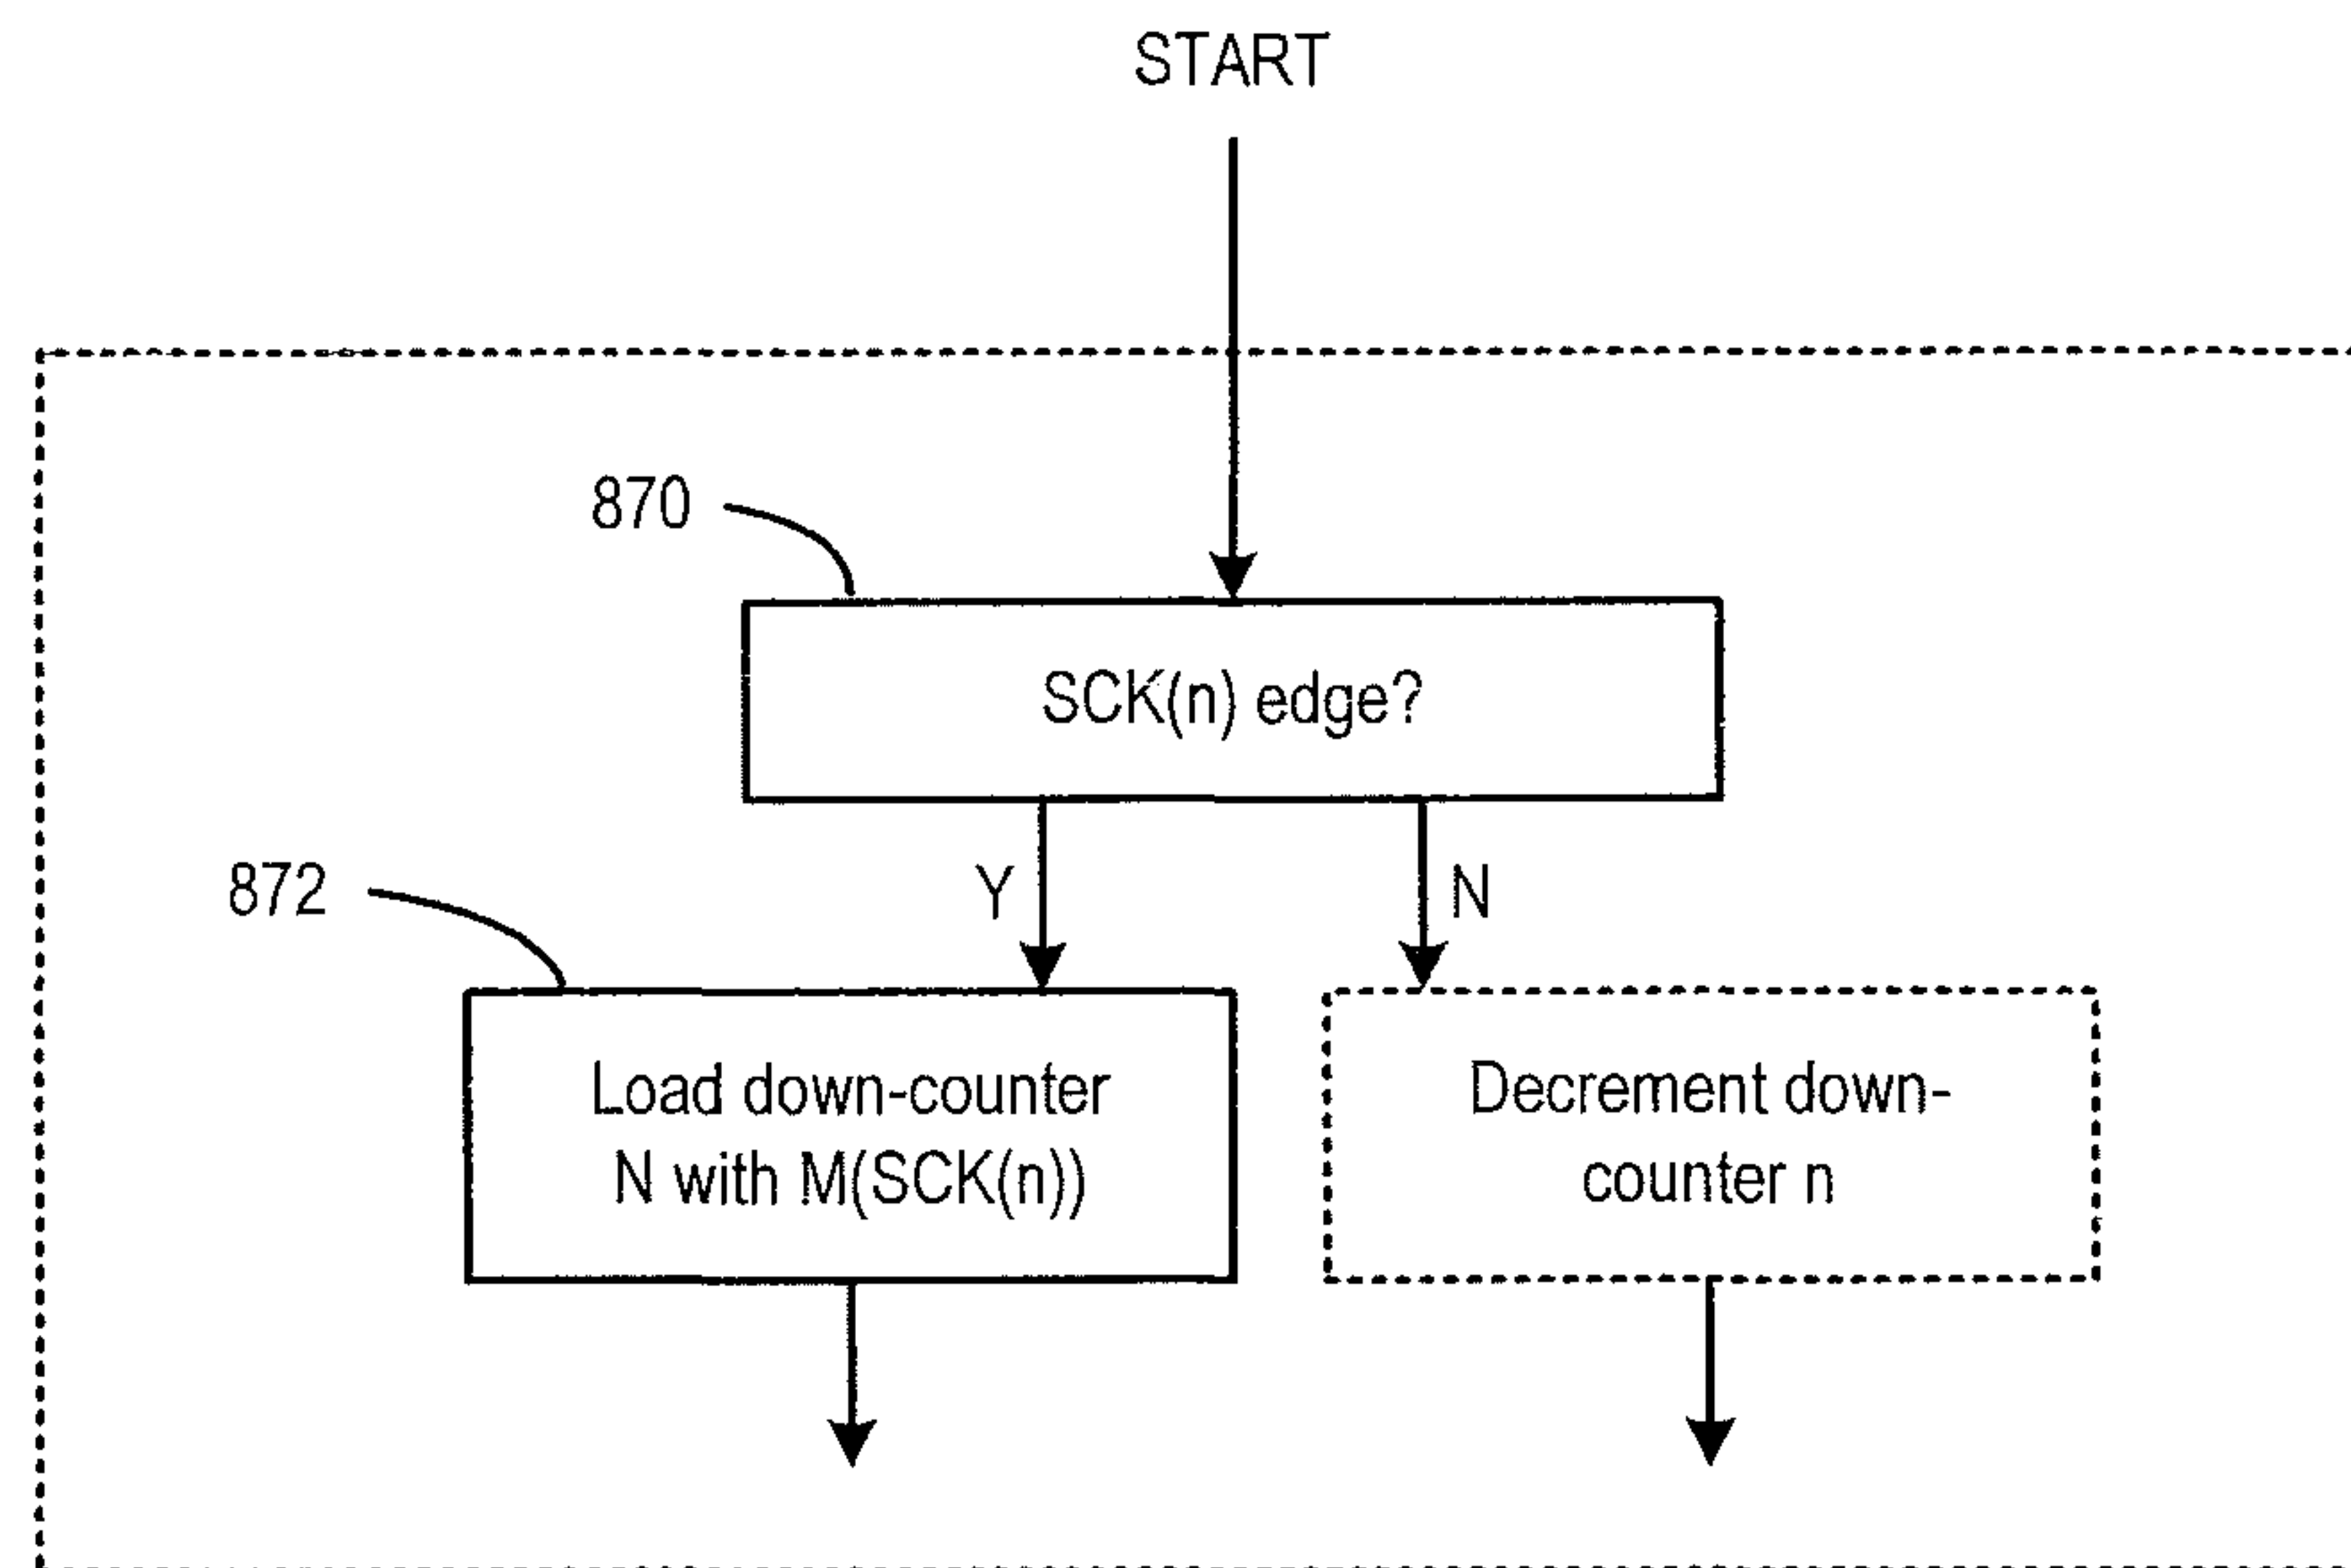 START
870
SCK(n) edge?
872
Y
N
Load down-counter
N with M(SCK(n))
Decrement down-
counter n